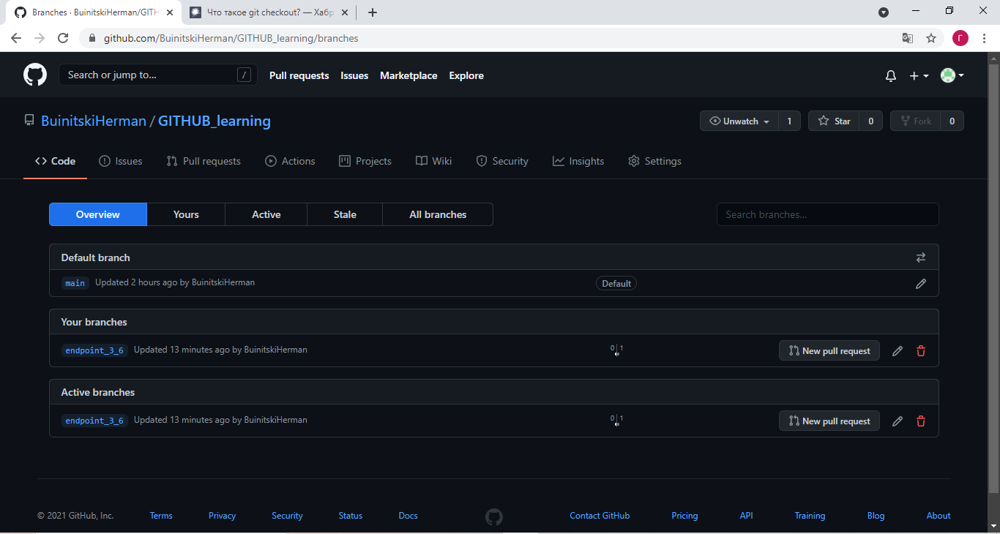 Branches · BuinitskiHerman/GITH
Что такое git checkout? — Хабр
github.com/BuinitskiHerman/GITHUB_learning/branches
Г
Search or jump to...
/
Pull requests Issues Marketplace Explore
BuinitskiHerman / GITHUB_learning
Unwatch 1
Star 0
Fork 0
Code Issues Pull requests Actions Projects Wiki Security Insights Settings
Overview Yours Active Stale All branches
Search branches...
Default branch
main Updated 2 hours ago by BuinitskiHerman Default
Your branches
endpoint_3_6 Updated 13 minutes ago by BuinitskiHerman 0 | 1 New pull request
Active branches
endpoint_3_6 Updated 13 minutes ago by BuinitskiHerman 0 | 1 New pull request
© 2021 GitHub, Inc. Terms Privacy Security Status Docs Contact GitHub Pricing API Training Blog About